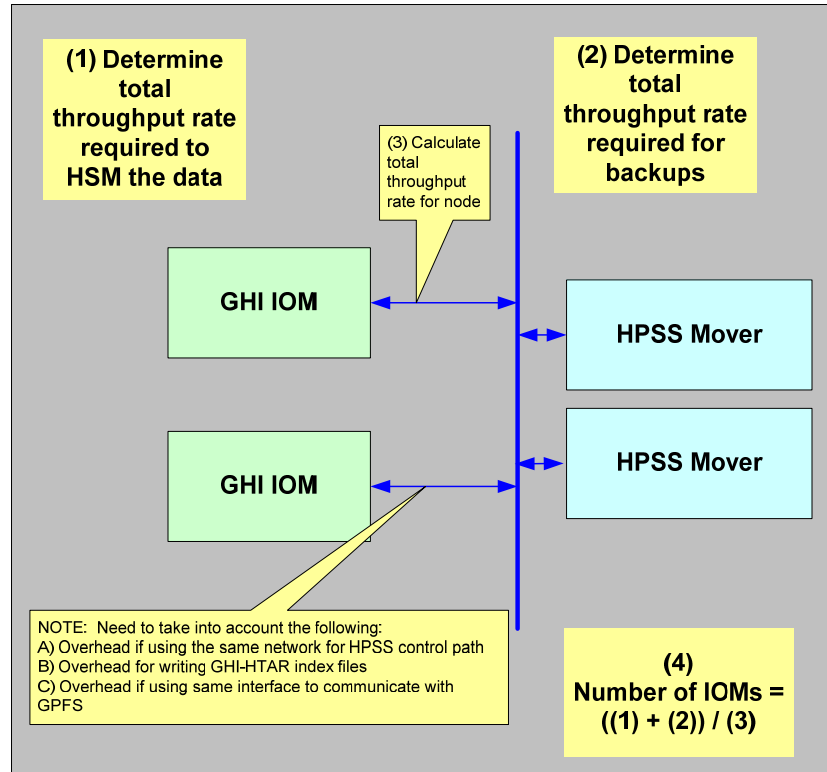 (1) Determine
total
throughput rate
required to
HSM the data
(2) Determine
total
throughput rate
required for
backups
(3) Calculate
total
throughput
rate for node
GHI IOM
HPSS Mover
GHI IOM
HPSS Mover
NOTE: Need to take into account the following:
A) Overhead if using the same network for HPSS control path
B) Overhead for writing GHI-HTAR index files
C) Overhead if using same interface to communicate with
GPFS
(4)
Number of IOMs =
((1) + (2)) / (3)